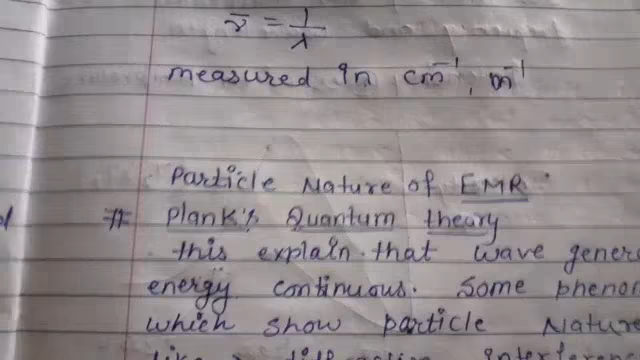 ν̅ = 1/λ
measured in cm⁻¹, m⁻¹
Particle Nature of EMR
# Plank's Quantum theory
this explain that wave gener
energy continuous. Some phenom
which show particle Nature